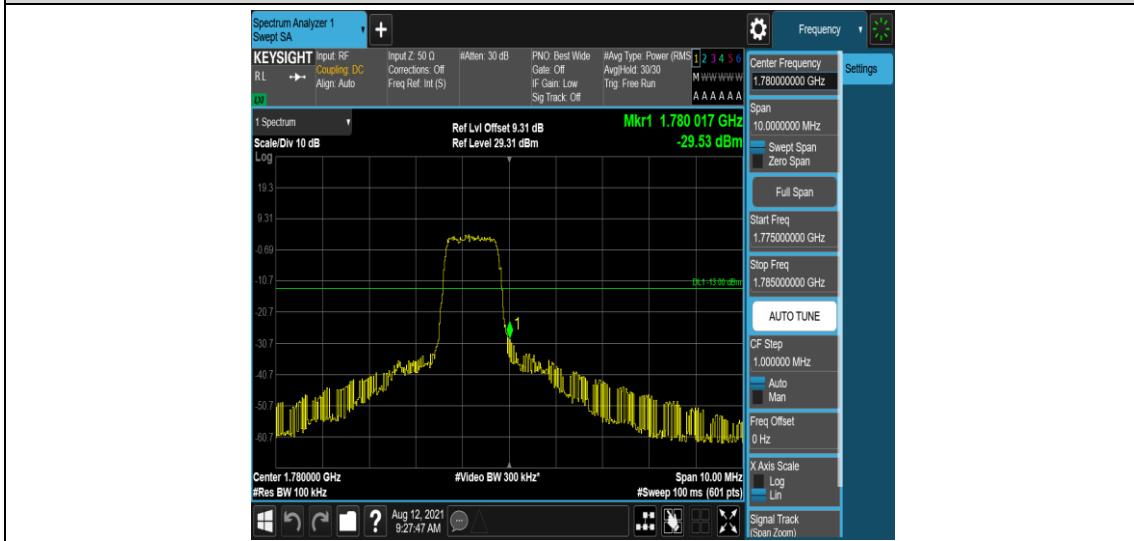 Spectrum Analyzer 1
Swept SA
+
Frequency
KEYSIGHT
Input: RF
Coupling: DC
Align: Auto
Input Z: 50 Ω
Corrections: Off
Freq Ref: Int (S)
#Atten: 30 dB
PNO: Best Wide
Gate: Off
IF Gain: Low
Sig Track: Off
#Avg Type: Power (RMS
Avg|Hold: 30/30
Trig: Free Run
1 2 3 4 5 6
M W W W W W
A A A A A A
R L
LXI
1 Spectrum
Scale/Div 10 dB
Log
Ref Lvl Offset 9.31 dB
Ref Level 29.31 dBm
Mkr1 1.780 017 GHz
-29.53 dBm
19.3
9.31
-0.69
-10.7
-20.7
-30.7
-40.7
-50.7
-60.7
DL1 -13.00 dBm
1
Center 1.780000 GHz
#Res BW 100 kHz
#Video BW 300 kHz*
Span 10.00 MHz
#Sweep 100 ms (601 pts)
Center Frequency
1.780000000 GHz
Settings
Span
10.0000000 MHz
Swept Span
Zero Span
Full Span
Start Freq
1.775000000 GHz
Stop Freq
1.785000000 GHz
AUTO TUNE
CF Step
1.000000 MHz
Auto
Man
Freq Offset
0 Hz
X Axis Scale
Log
Lin
Signal Track
(Span Zoom)
?
Aug 12, 2021
9:27:47 AM